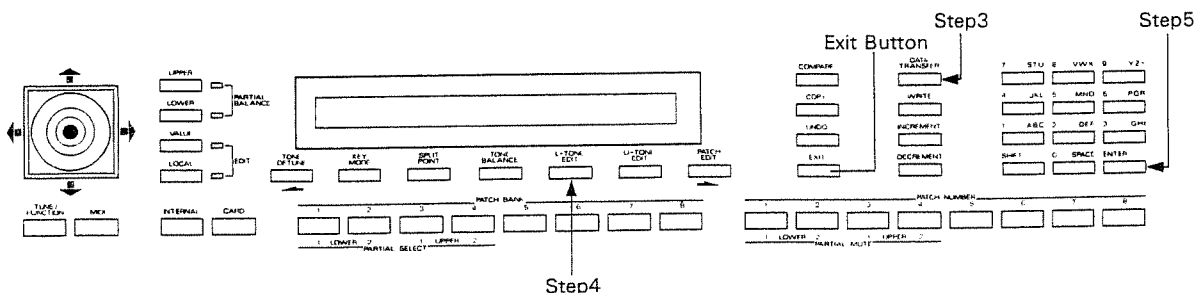 Step3
Step5
Exit Button
UPPER
LOWER
PARTIAL BALANCE
VALUE
LOCAL
EDIT
TUNE/ FUNCTION
MIDI
INTERNAL
CARD
TONE DETUNE
KEY MODE
SPLIT POINT
TONE BALANCE
L-TONE EDIT
U-TONE EDIT
PATCH EDIT
PATCH BANK
1 2 3 4 5 6 7 8
1 LOWER 2 1 UPPER 2
PARTIAL SELECT
COMPARE
DATA TRANSFER
COPY
WRITE
UNDO
INCREMENT
EXIT
DECREMENT
7 STU 8 VWX 9 YZ
4 JKL 5 MNO 6 PQR
1 ABC 2 DEF 3 GHI
SHIFT 0 SPACE ENTER
PATCH NUMBER
1 2 3 4 5 6 7 8
1 LOWER 2 1 UPPER 2
PARTIAL MUTE
Step4